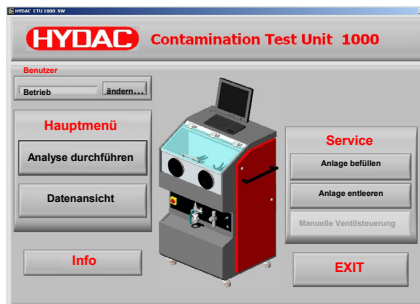 HYDAC CTU 1000 SW
HYDAC
Contamination Test Unit 1000
Benutzer
Betrieb
ändern...
Hauptmenü
Analyse durchführen
Datenansicht
Info
Service
Anlage befüllen
Anlage entleeren
Manuelle Ventilsteuerung
EXIT